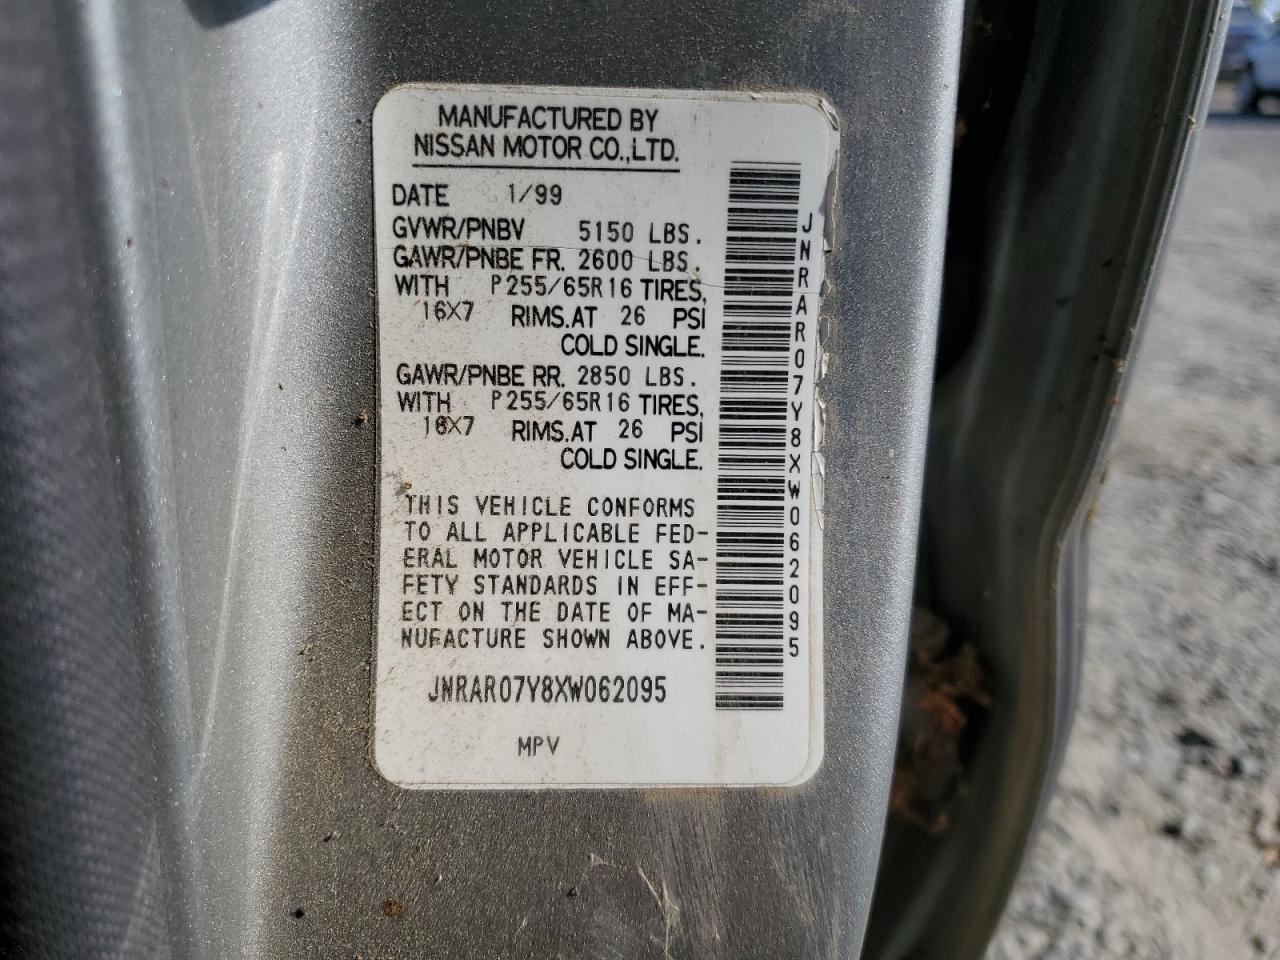 MANUFACTURED BY
NISSAN MOTOR CO.,LTD.
DATE 1/99
GVWR/PNBV 5150 LBS.
GAWR/PNBE FR. 2600 LBS.
WITH P255/65R16 TIRES,
16X7 RIMS.AT 26 PSI
COLD SINGLE.
GAWR/PNBE RR. 2850 LBS.
WITH P255/65R16 TIRES,
16X7 RIMS.AT 26 PSI
COLD SINGLE.
THIS VEHICLE CONFORMS
TO ALL APPLICABLE FED-
ERAL MOTOR VEHICLE SA-
FETY STANDARDS IN EFF-
ECT ON THE DATE OF MA-
NUFACTURE SHOWN ABOVE.
JNRAR07Y8XW062095
MPV
JNRAR07Y8XW062095